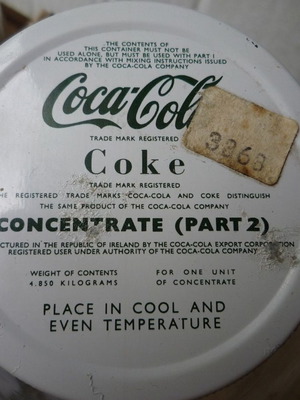 THE CONTENTS OF
THIS CONTAINER MUST NOT BE
USED ALONE, BUT MUST BE USED WITH PART I
IN ACCORDANCE WITH MIXING INSTRUCTIONS ISSUED
BY THE COCA-COLA COMPANY
Coca-Cola
TRADE MARK REGISTERED
3268
Coke
TRADE MARK REGISTERED
THE REGISTERED TRADE MARKS COCA-COLA AND COKE DISTINGUISH
THE SAME PRODUCT OF THE COCA-COLA COMPANY
CONCENTRATE (PART 2)
IN THE REPUBLIC OF IRELAND BY THE COCA-COLA EXPORT CORPORATION
REGISTERED USER UNDER AUTHORITY OF THE COCA-COLA COMPANY
WEIGHT OF CONTENTS
4.850 KILOGRAMS
FOR ONE UNIT
OF CONCENTRATE
PLACE IN COOL AND
EVEN TEMPERATURE